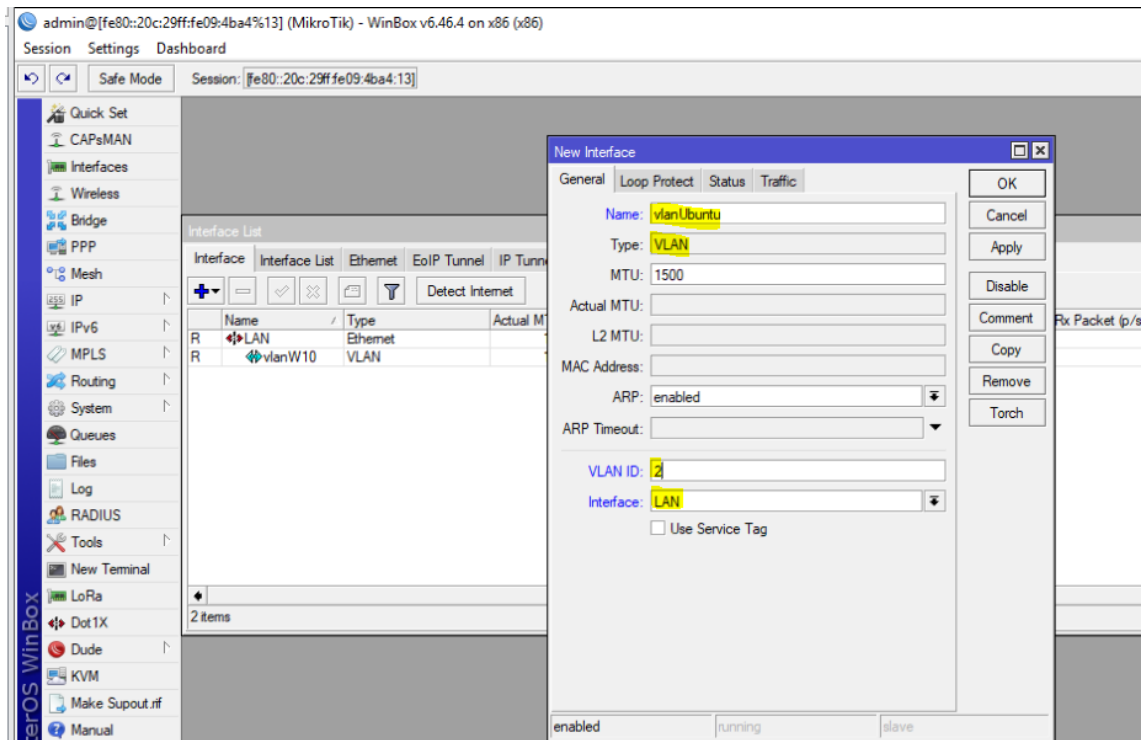 admin@[fe80::20c:29ff:fe09:4ba4%13] (MikroTik) - WinBox v6.46.4 on x86 (x86)
Session Settings Dashboard
Safe Mode Session: [fe80::20c:29ff:fe09:4ba4:13]
Quick Set
CAPsMAN
Interfaces
Wireless
Bridge
PPP
Mesh
IP
IPv6
MPLS
Routing
System
Queues
Files
Log
RADIUS
Tools
New Terminal
LoRa
Dot1X
Dude
KVM
Make Supout.rif
Manual
terOS WinBox
Interface List
Interface Interface List Ethernet EoIP Tunnel IP Tunn
Detect Internet
Name Type Actual M
R LAN Ethernet
R vlanW10 VLAN
2 items
Rx Packet (p/s
New Interface
General Loop Protect Status Traffic
Name: vlanUbuntu
Type: VLAN
MTU: 1500
Actual MTU:
L2 MTU:
MAC Address:
ARP: enabled
ARP Timeout:
VLAN ID: 2
Interface: LAN
Use Service Tag
OK
Cancel
Apply
Disable
Comment
Copy
Remove
Torch
enabled running slave